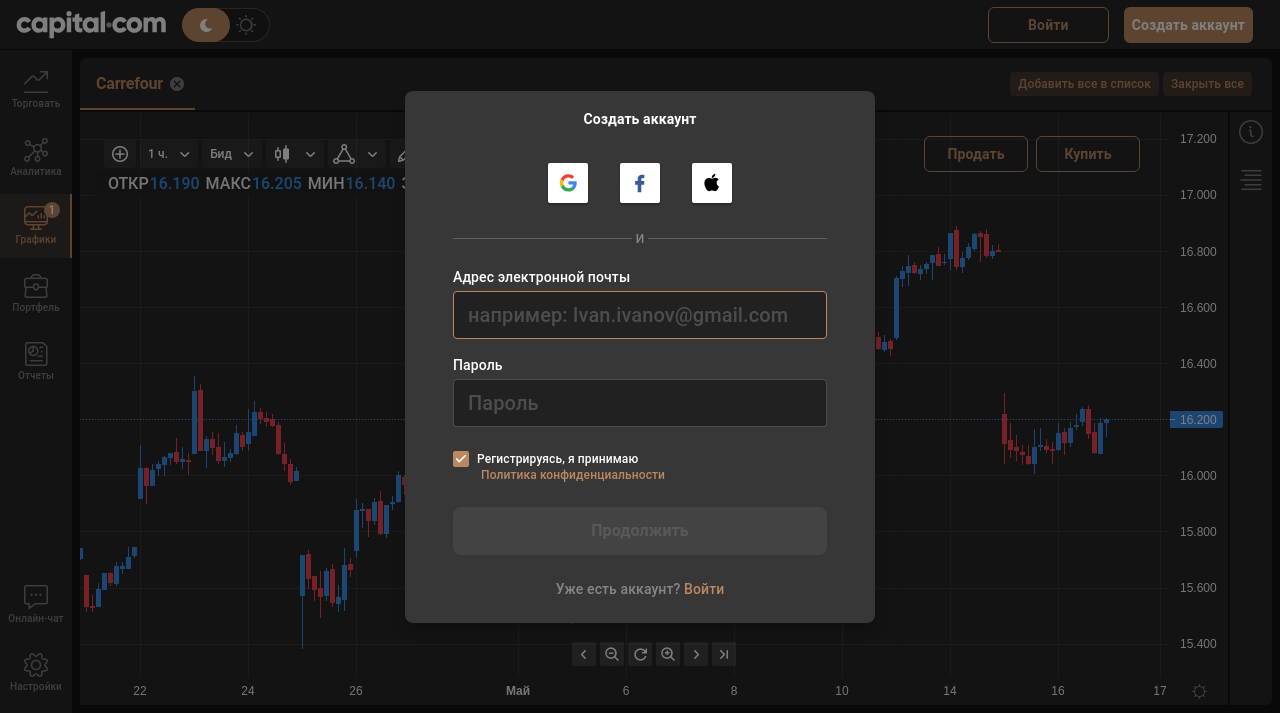 capital.com
Войти
Создать аккаунт
Carrefour
Добавить все в список
Закрыть все
Торговать
Аналитика
1
Графики
Портфель
Отчеты
Онлайн-чат
Настройки
1 ч.
Бид
Продать
Купить
ОТКР16.190 МАКС16.205 МИН16.140
Создать аккаунт
И
Адрес электронной почты
например: Ivan.ivanov@gmail.com
Пароль
Пароль
Регистрируясь, я принимаю
Политика конфиденциальности
Продолжить
Уже есть аккаунт? Войти
17.200
17.000
16.800
16.600
16.400
16.200
16.000
15.800
15.600
15.400
22 24 26 Май 6 8 10 14 16 17